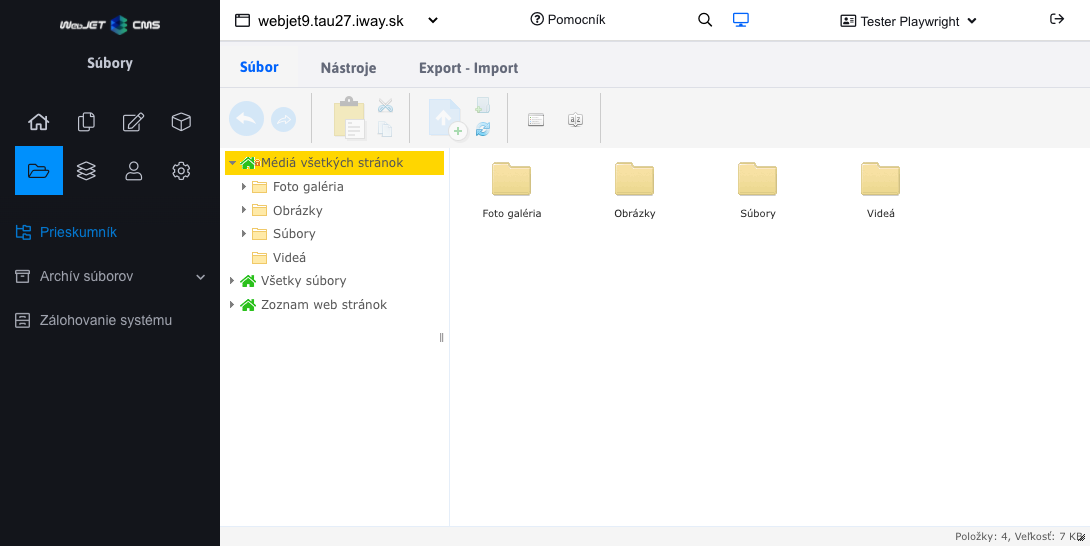 WebJET CMS
webjet9.tau27.iway.sk
Pomocník
Tester Playwright
Súbory
Súbor
Nástroje
Export - Import
Médiá všetkých stránok
Foto galéria
Obrázky
Súbory
Videá
Všetky súbory
Zoznam web stránok
Foto galéria
Obrázky
Súbory
Videá
Prieskumník
Archív súborov
Zálohovanie systému
Položky: 4, Veľkosť: 7 KB